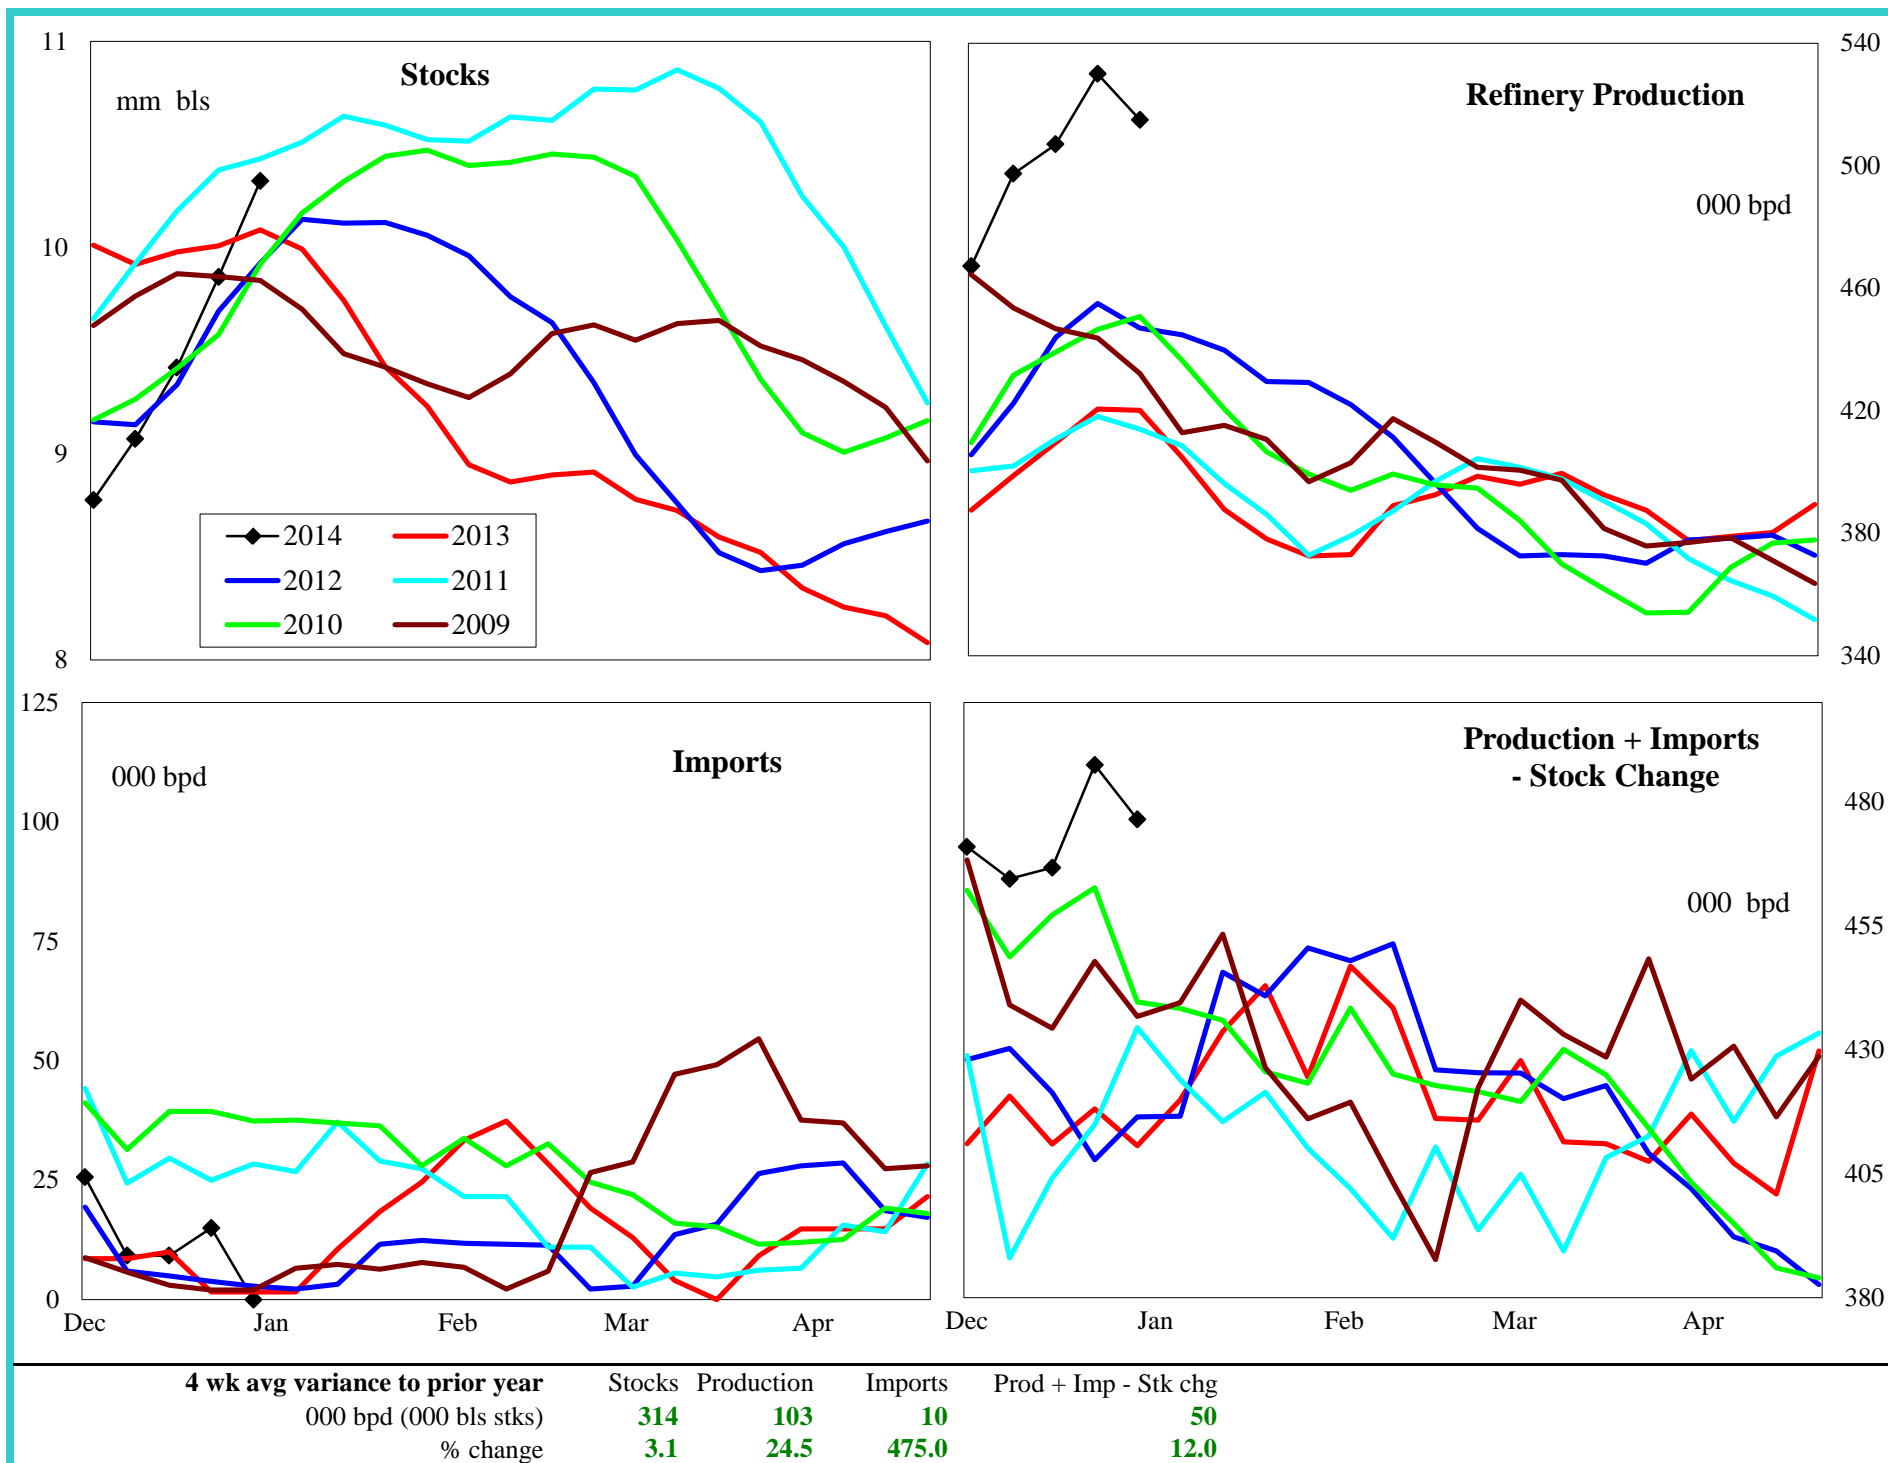 11
10
9
8
Stocks
mm bls
2014 2013
2012 2011
2010 2009
Refinery Production
000 bpd
540
500
460
420
380
340
125
100
75
50
25
0
000 bpd
Imports
Dec Jan Feb Mar Apr
Production + Imports
- Stock Change
000 bpd
480
455
430
405
380
Dec Jan Feb Mar Apr
4 wk avg variance to prior year Stocks Production Imports Prod + Imp - Stk chg
000 bpd (000 bls stks) 314 103 10 50
% change 3.1 24.5 475.0 12.0